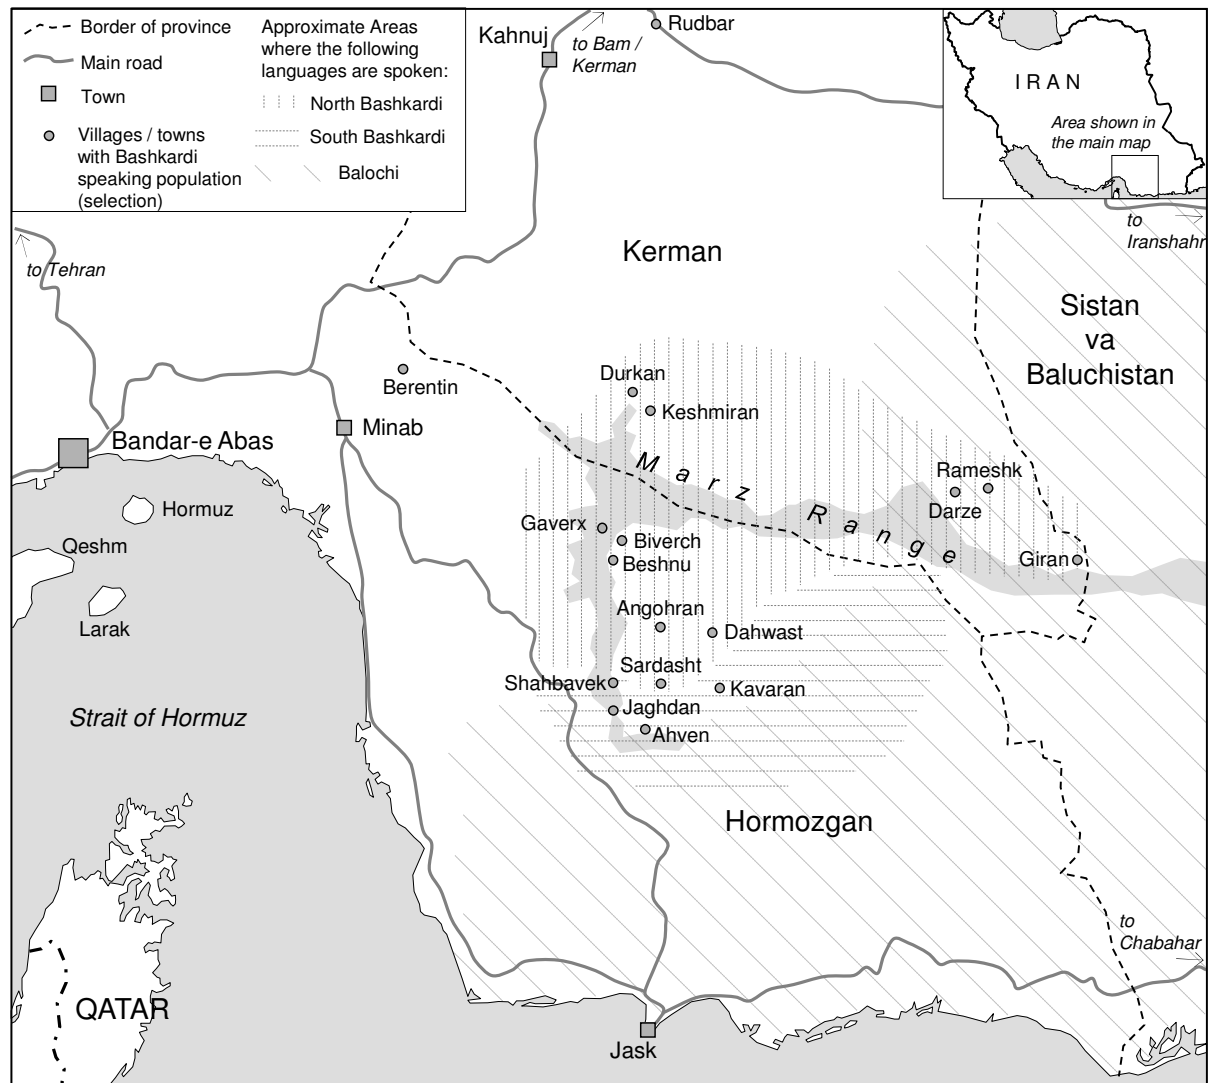 Border of province
Main road
Town
Villages / towns
with Bashkardi
speaking population
(selection)
Approximate Areas
where the following
languages are spoken:
North Bashkardi
South Bashkardi
Balochi
Kahnuj
to Bam /
Kerman
Rudbar
I R A N
Area shown in
the main map
to
Iranshahr
to Tehran
Kerman
Sistan
va
Baluchistan
Berentin
Durkan
Keshmiran
Minab
Bandar-e Abas
Marz Range
Rameshk
Darze
Hormuz
Gaverx
Biverch
Beshnu
Giran
Qeshm
Larak
Angohran
Dahwast
Sardasht
Shahbavek
Kavaran
Jaghdan
Ahven
Strait of Hormuz
Hormozgan
to
Chabahar
QATAR
Jask